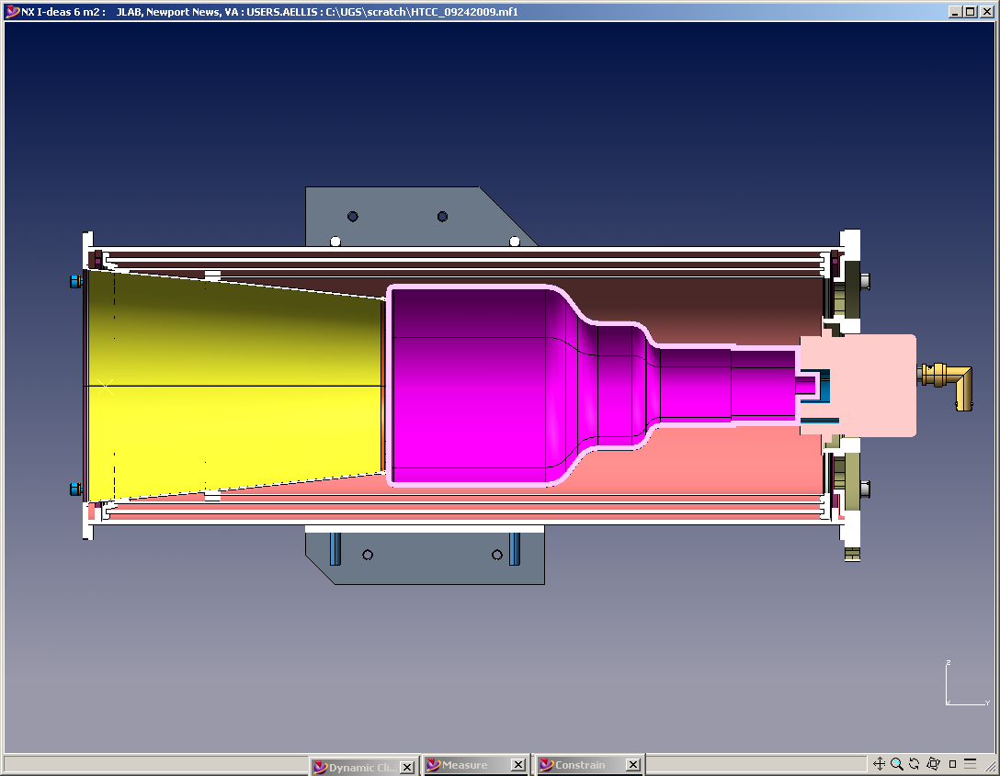 NX I-deas 6 m2 : JLAB, Newport News, VA : USERS.AELLIS : C:\UGS\scratch\HTCC_09242009.mf1
Z
X Y
Dynamic Cli... Measure Constrain